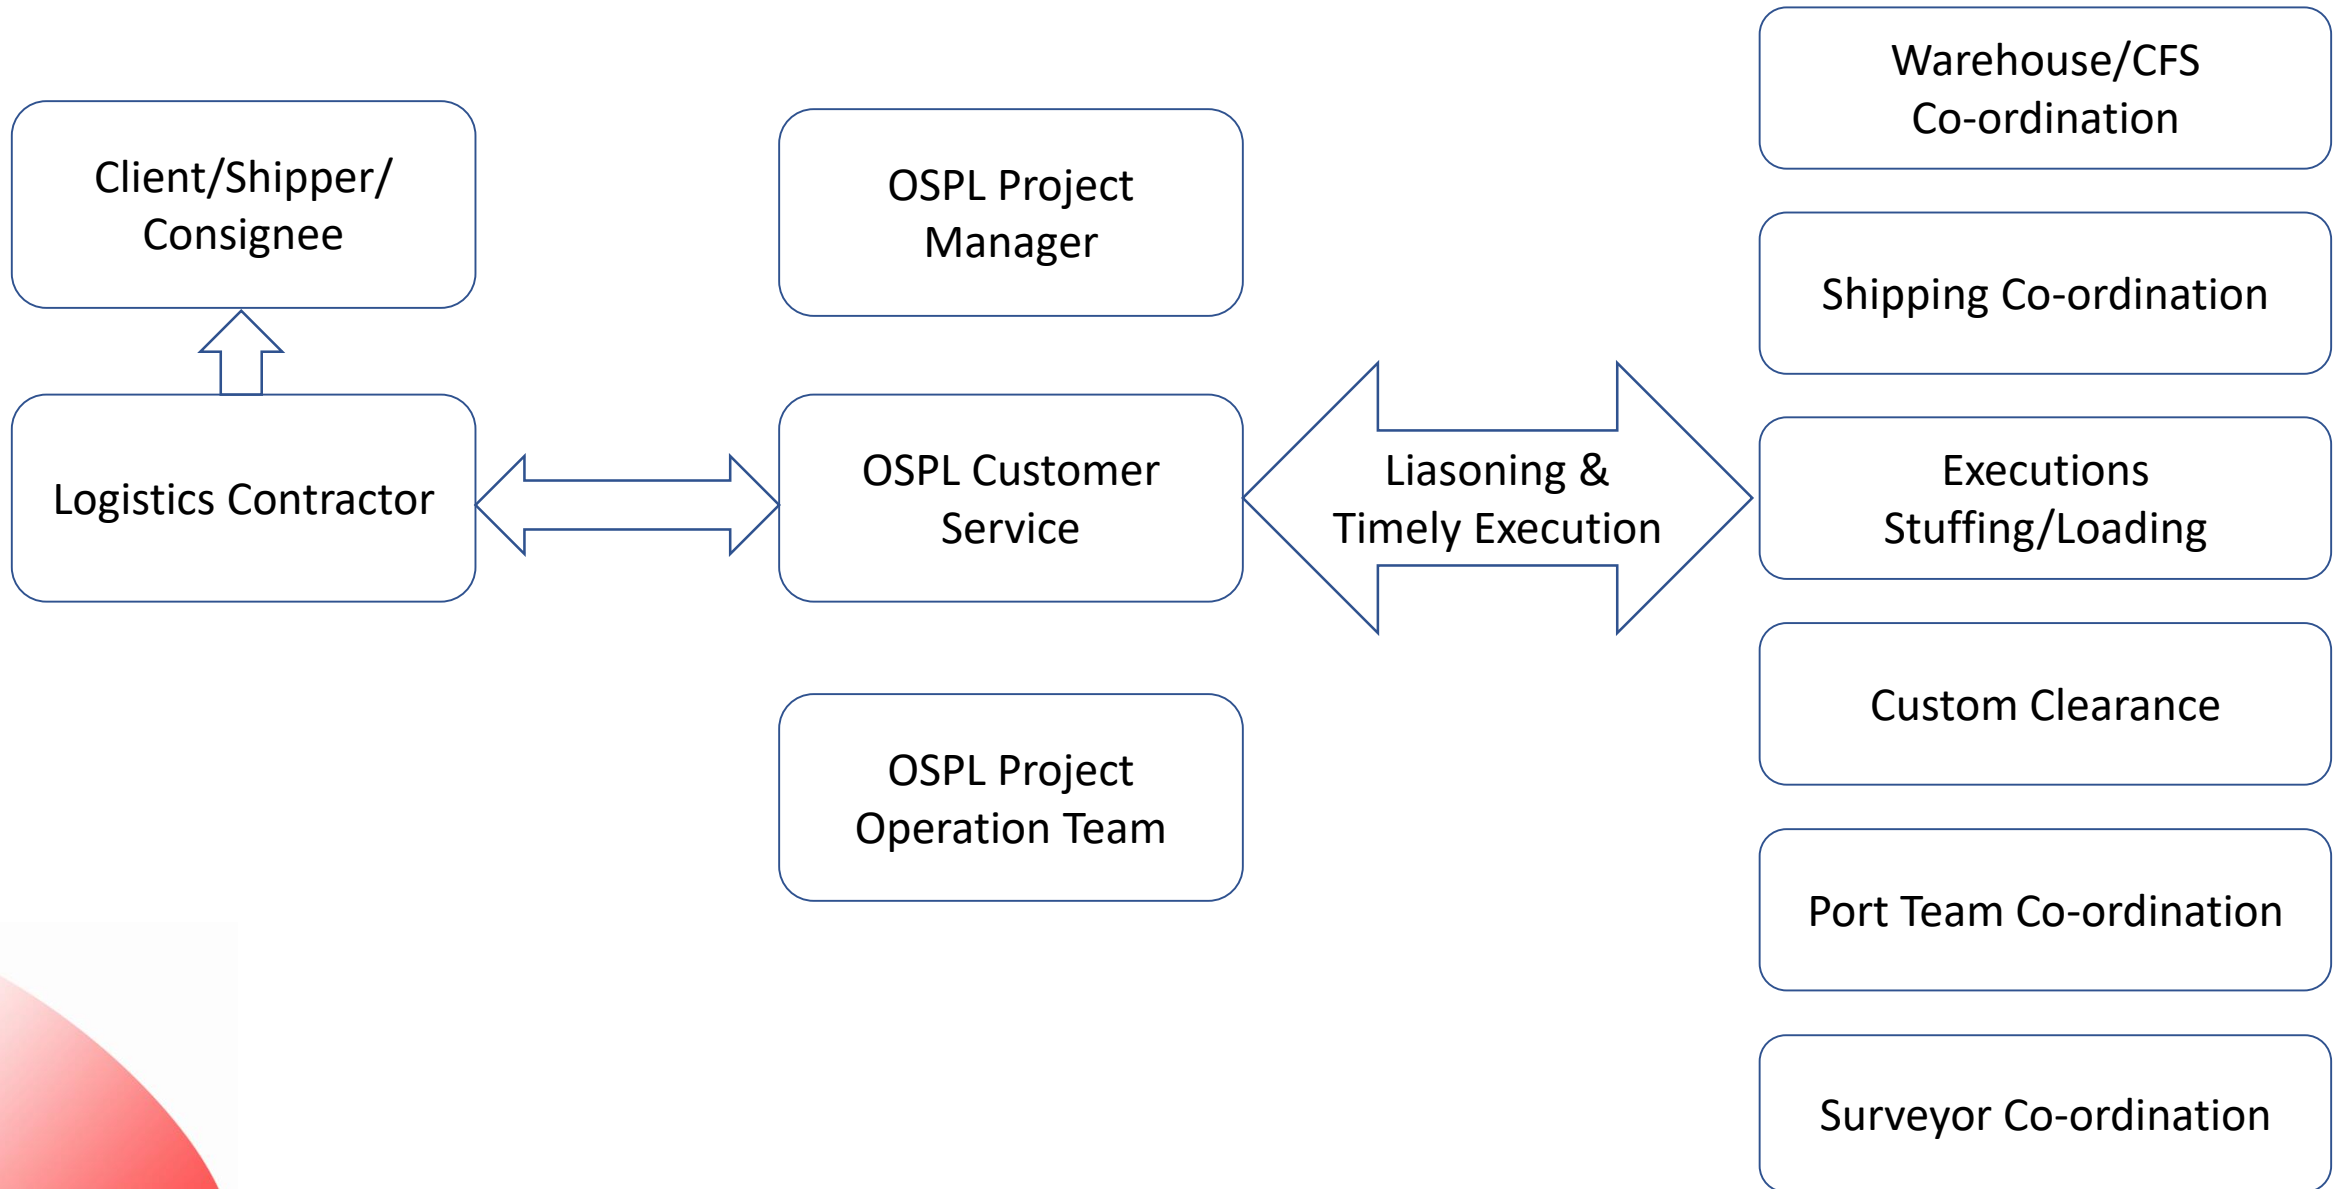 Client/Shipper/
Consignee
Logistics Contractor
OSPL Project
Manager
OSPL Customer
Service
OSPL Project
Operation Team
Liasoning &
Timely Execution
Warehouse/CFS
Co-ordination
Shipping Co-ordination
Executions
Stuffing/Loading
Custom Clearance
Port Team Co-ordination
Surveyor Co-ordination